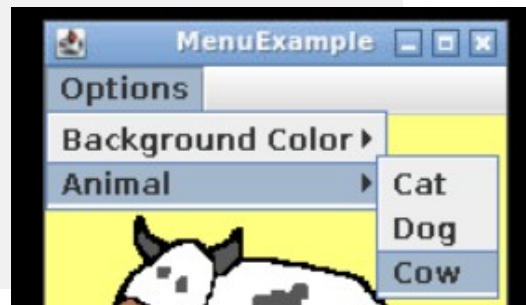 MenuExample
Options
Background Color
Animal
Cat
Dog
Cow